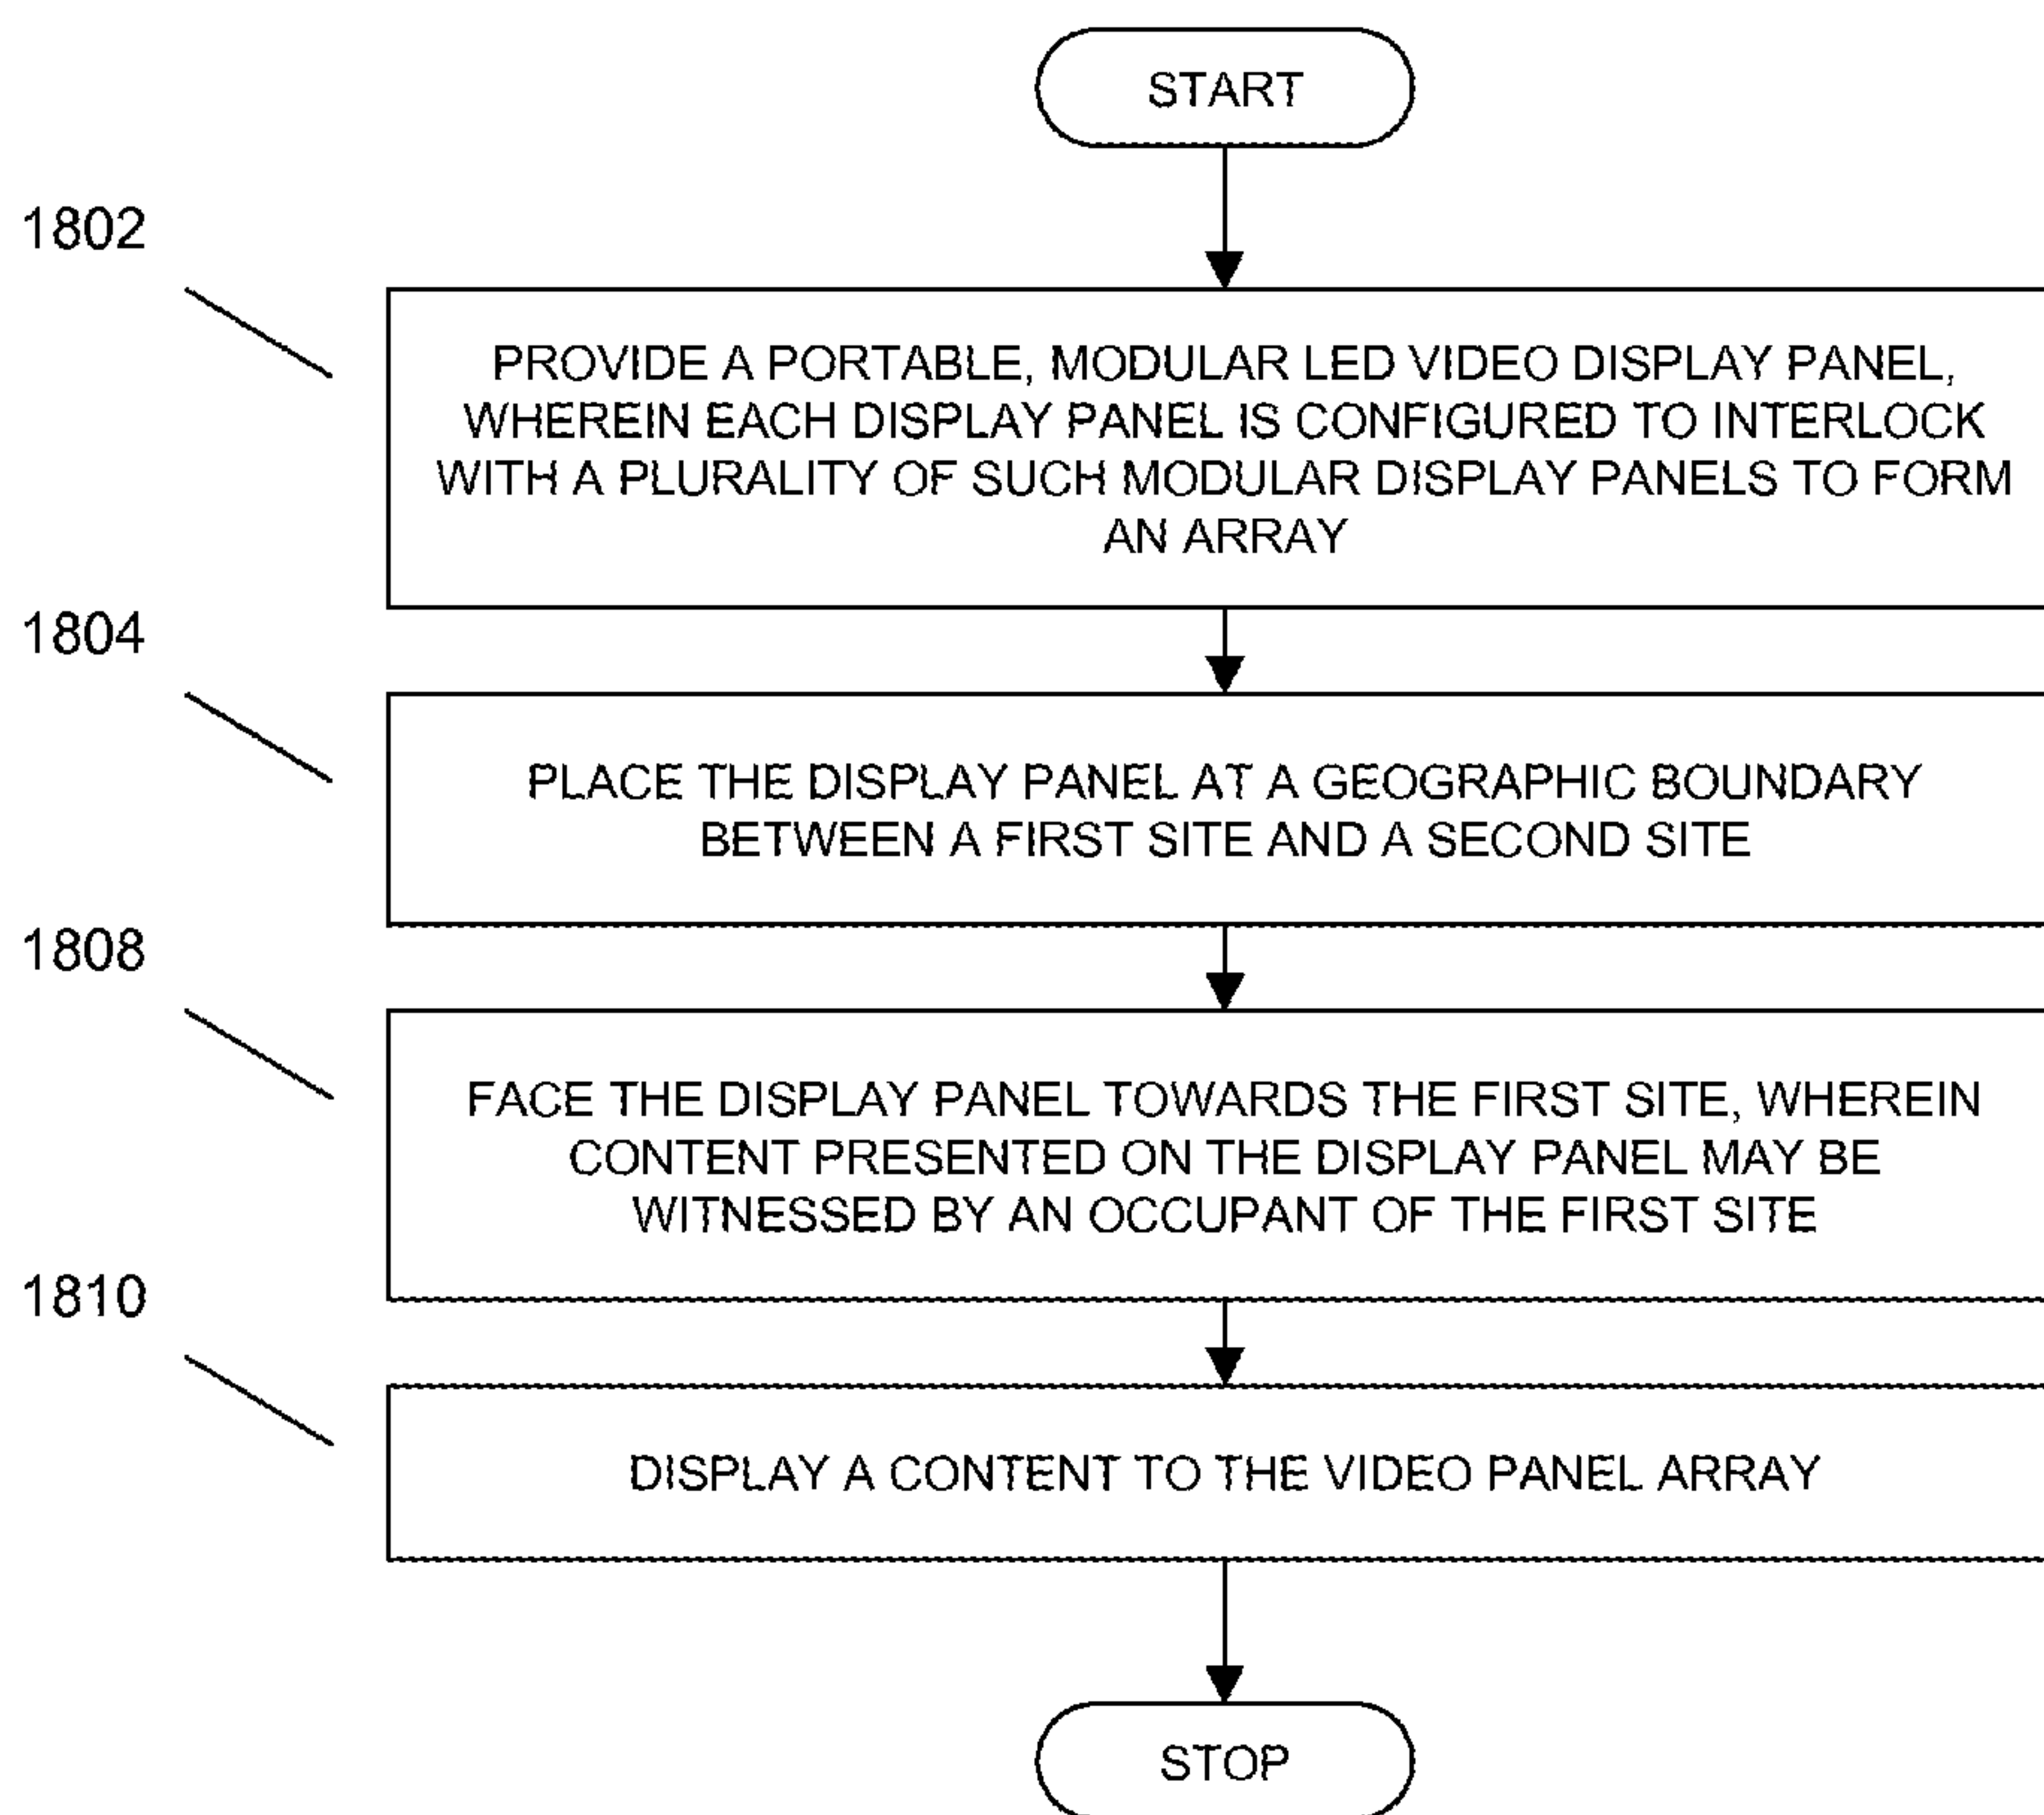 START
1802
PROVIDE A PORTABLE, MODULAR LED VIDEO DISPLAY PANEL,
WHEREIN EACH DISPLAY PANEL IS CONFIGURED TO INTERLOCK
WITH A PLURALITY OF SUCH MODULAR DISPLAY PANELS TO FORM
AN ARRAY
1804
PLACE THE DISPLAY PANEL AT A GEOGRAPHIC BOUNDARY
BETWEEN A FIRST SITE AND A SECOND SITE
1808
FACE THE DISPLAY PANEL TOWARDS THE FIRST SITE, WHEREIN
CONTENT PRESENTED ON THE DISPLAY PANEL MAY BE
WITNESSED BY AN OCCUPANT OF THE FIRST SITE
1810
DISPLAY A CONTENT TO THE VIDEO PANEL ARRAY
STOP